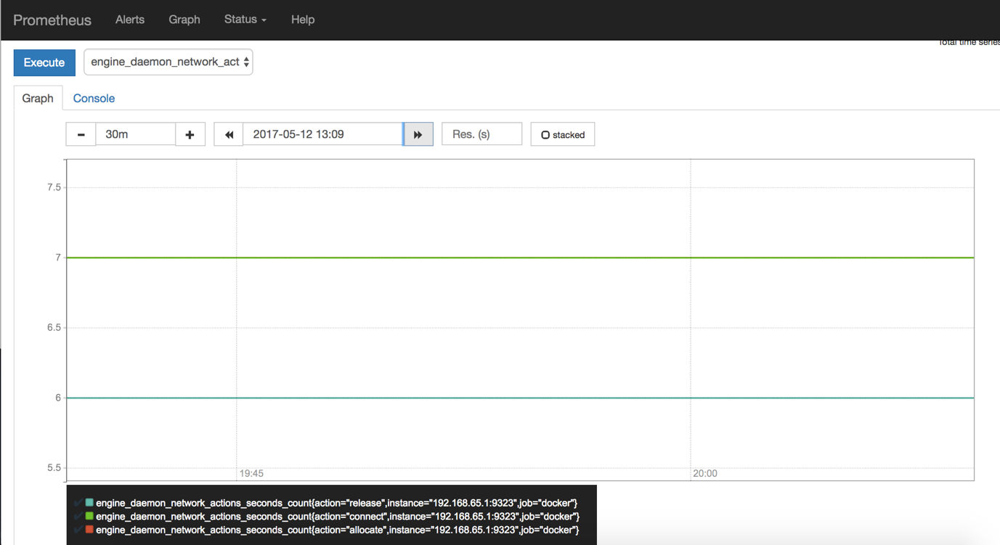 Prometheus Alerts Graph Status Help
Total time series
Execute engine_daemon_network_act
Graph Console
30m 2017-05-12 13:09 Res. (s) stacked
7.5
7
6.5
6
5.5
19:45 20:00
engine_daemon_network_actions_seconds_count{action="release",instance="192.168.65.1:9323",job="docker"}
engine_daemon_network_actions_seconds_count{action="connect",instance="192.168.65.1:9323",job="docker"}
engine_daemon_network_actions_seconds_count{action="allocate",instance="192.168.65.1:9323",job="docker"}